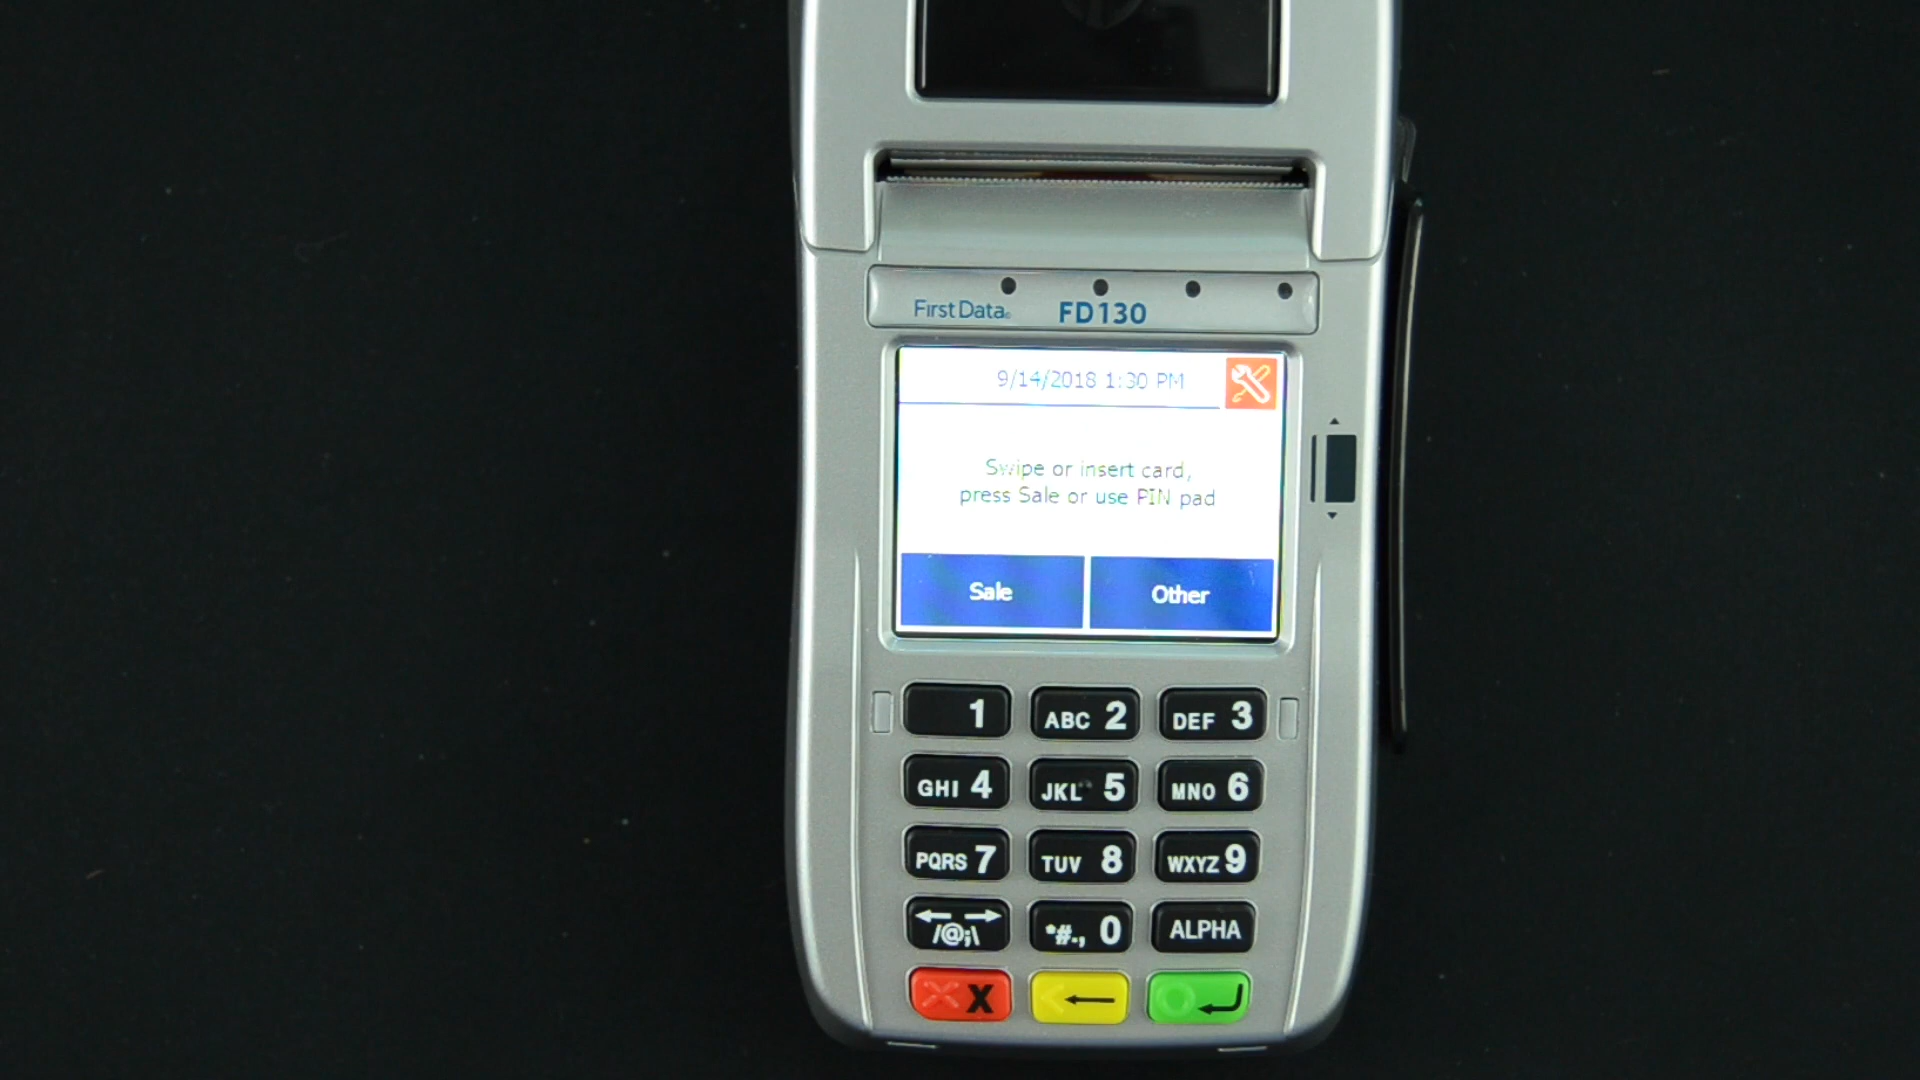 First Data FD130
9/14/2018 1:30 PM
Swipe or insert card,
press Sale or use PIN pad
Sale Other
1 ABC 2 DEF 3
GHI 4 JKL 5 MNO 6
PQRS 7 TUV 8 WXYZ 9
/@;\ *#., 0 ALPHA
X